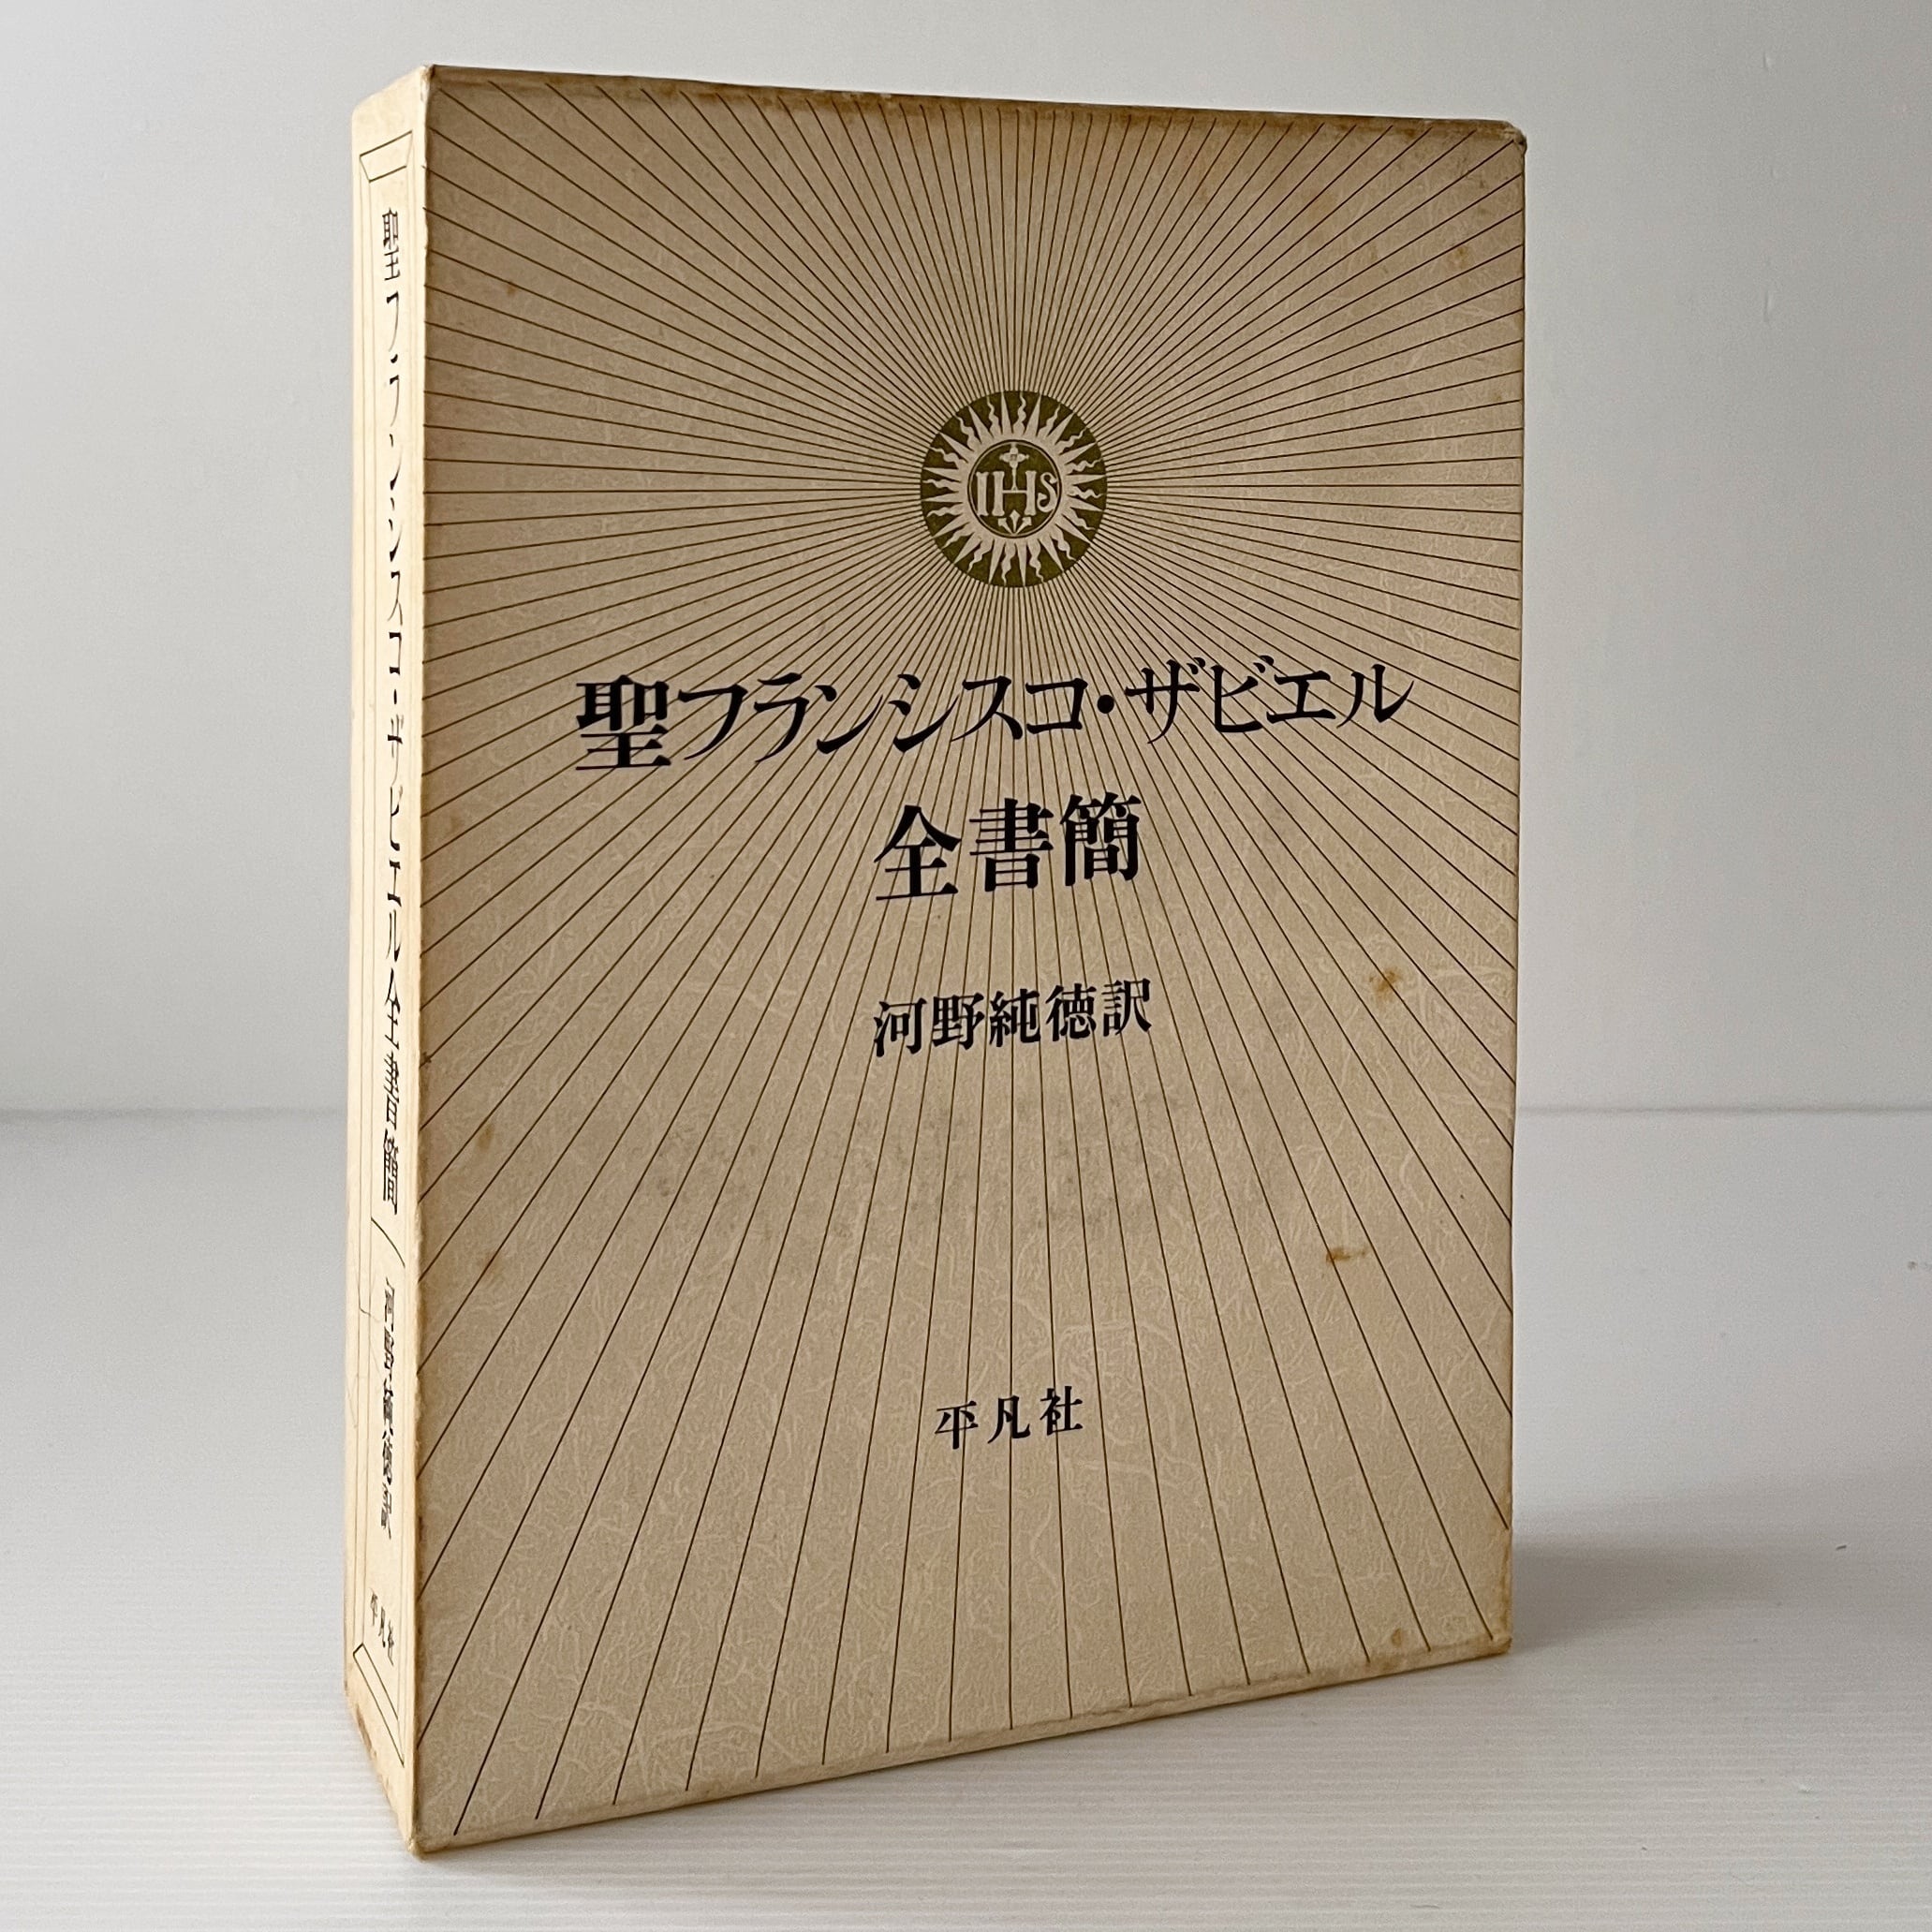 聖フランシスコ・ザビエル
全書簡
河野純徳訳
平凡社
IHS
聖フランシスコ・ザビエル全書簡
河野純徳訳
平凡社